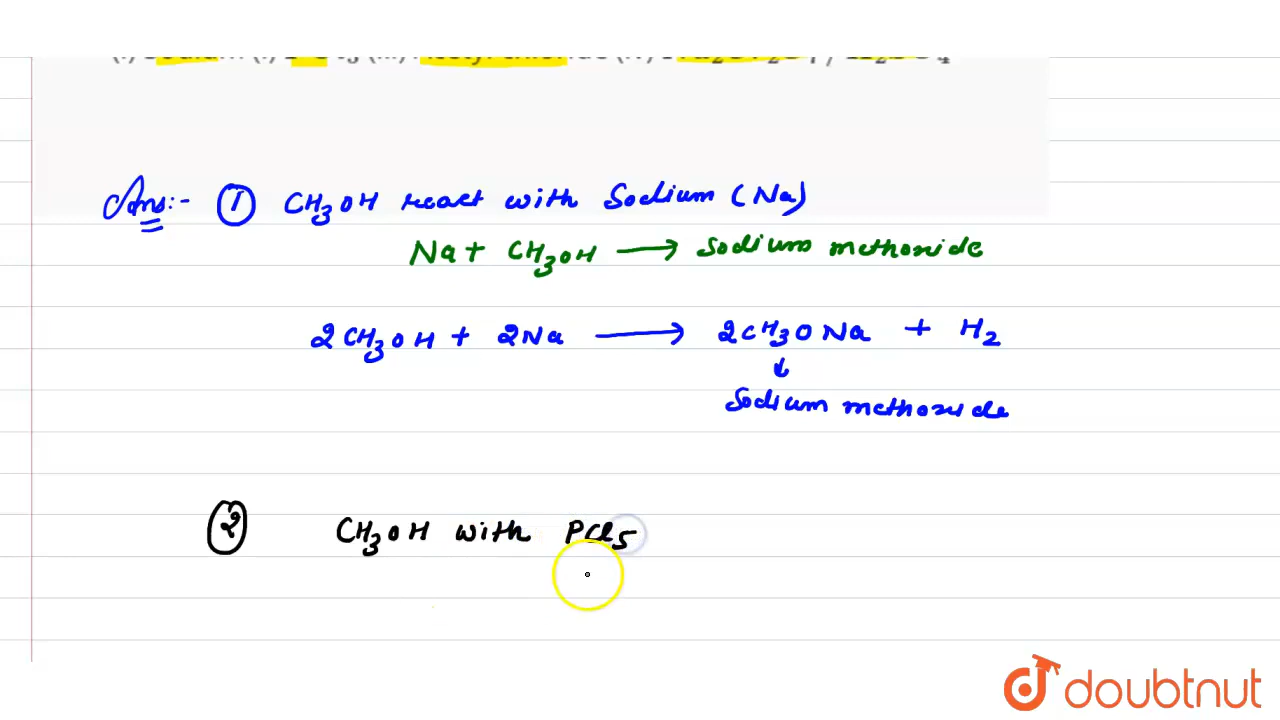 Ans:- ① CH₃OH react with Sodium (Na)
Na + CH₃OH ⟶ Sodium methoxide
2CH₃OH + 2Na ⟶ 2CH₃ONa + H₂
↓
Sodium methoxide
② CH₃OH with PCl₅
doubtnut